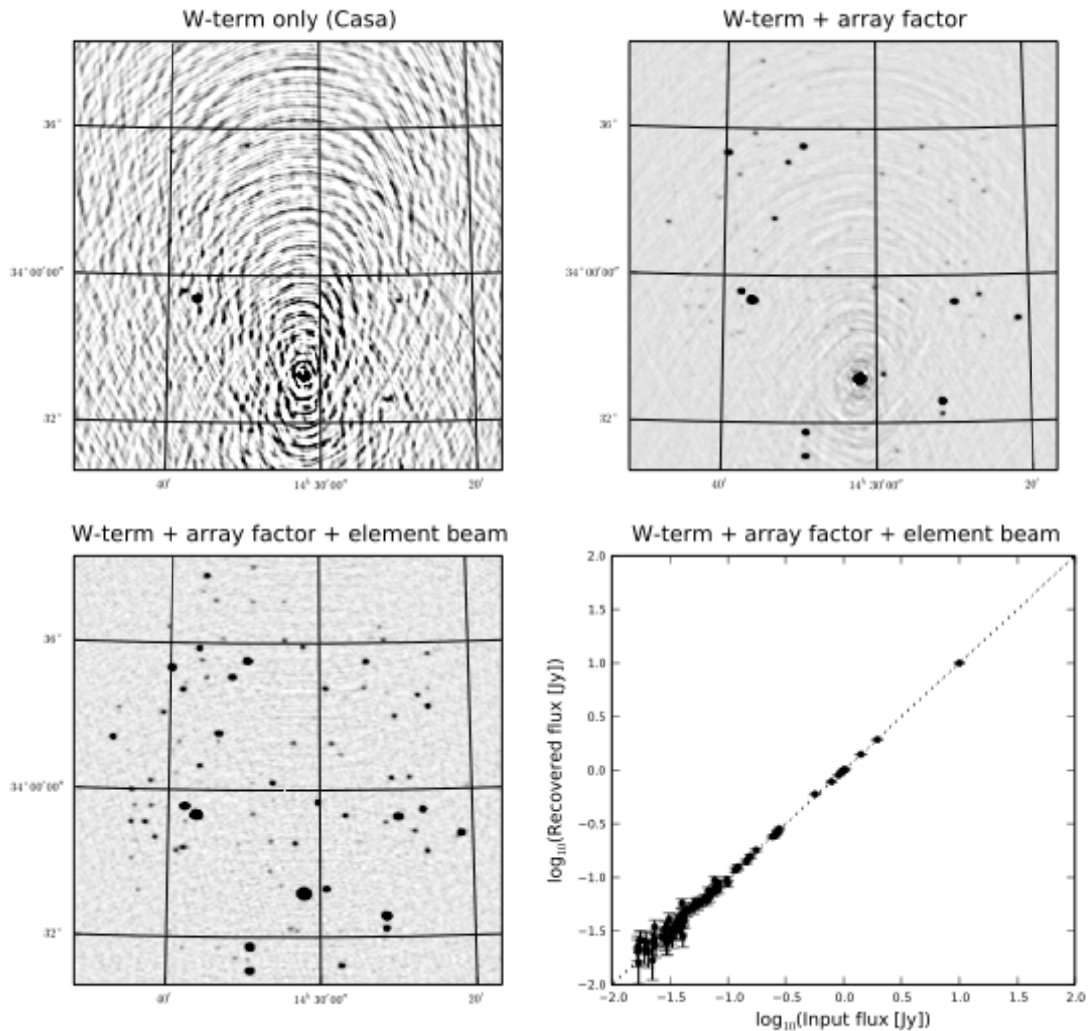 W-term only (Casa)
W-term + array factor
36°
34°00′00″
32°
40′
14ʰ30′00″
20′
36°
34°00′00″
32°
40′
14ʰ30′00″
20′
W-term + array factor + element beam
W-term + array factor + element beam
36°
34°00′00″
32°
40′
14ʰ30′00″
20′
log₁₀(Recovered flux [Jy])
2.0
1.5
1.0
0.5
0.0
−0.5
−1.0
−1.5
−2.0
−2.0 −1.5 −1.0 −0.5 0.0 0.5 1.0 1.5 2.0
log₁₀(Input flux [Jy])